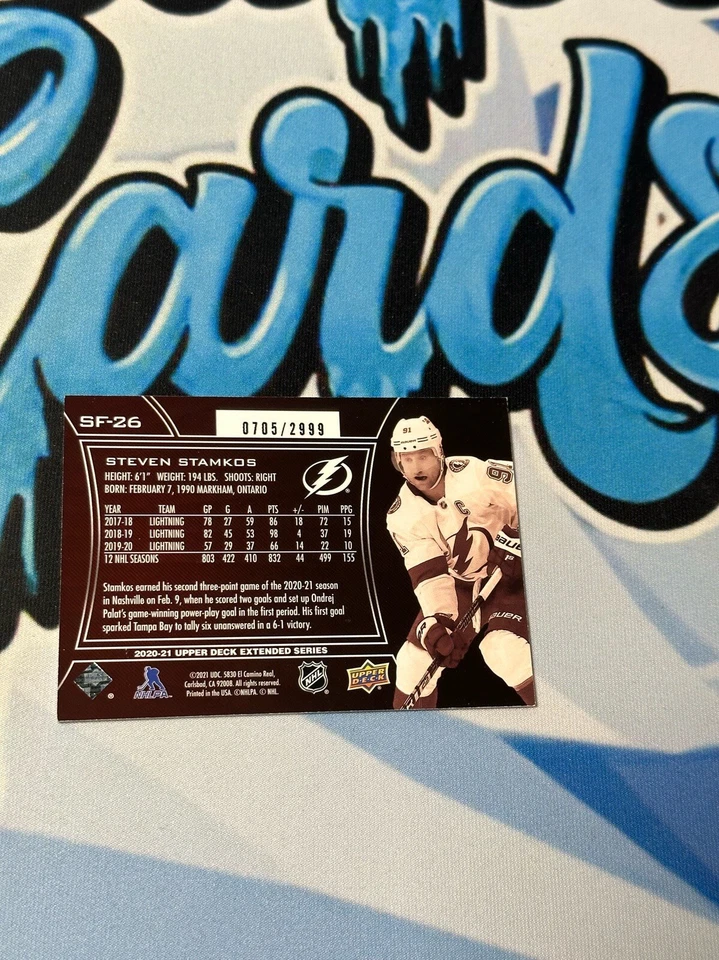 Cards
SF-26
0705/2999
STEVEN STAMKOS
HEIGHT: 6'1" WEIGHT: 194 LBS. SHOOTS: RIGHT
BORN: FEBRUARY 7, 1990 MARKHAM, ONTARIO
YEAR TEAM GP G A PTS +/- PIM PPG
2017-18 LIGHTNING 78 27 59 86 18 72 15
2018-19 LIGHTNING 82 45 53 98 4 37 19
2019-20 LIGHTNING 57 29 37 66 14 22 10
12 NHL SEASONS 803 422 410 832 44 499 155
Stamkos earned his second three-point game of the 2020-21 season
in Nashville on Feb. 9, when he scored two goals and set up Ondrej
Palat's game-winning power-play goal in the first period. His first goal
sparked Tampa Bay to tally six unanswered in a 6-1 victory.
2020-21 UPPER DECK EXTENDED SERIES
©2021 UDC. 5830 El Camino Real,
Carlsbad, CA 92008. All rights reserved.
Printed in the USA. ©NHLPA. © NHL.
NHLPA
NHL
UPPER
DECK
91
C
91
BAUER